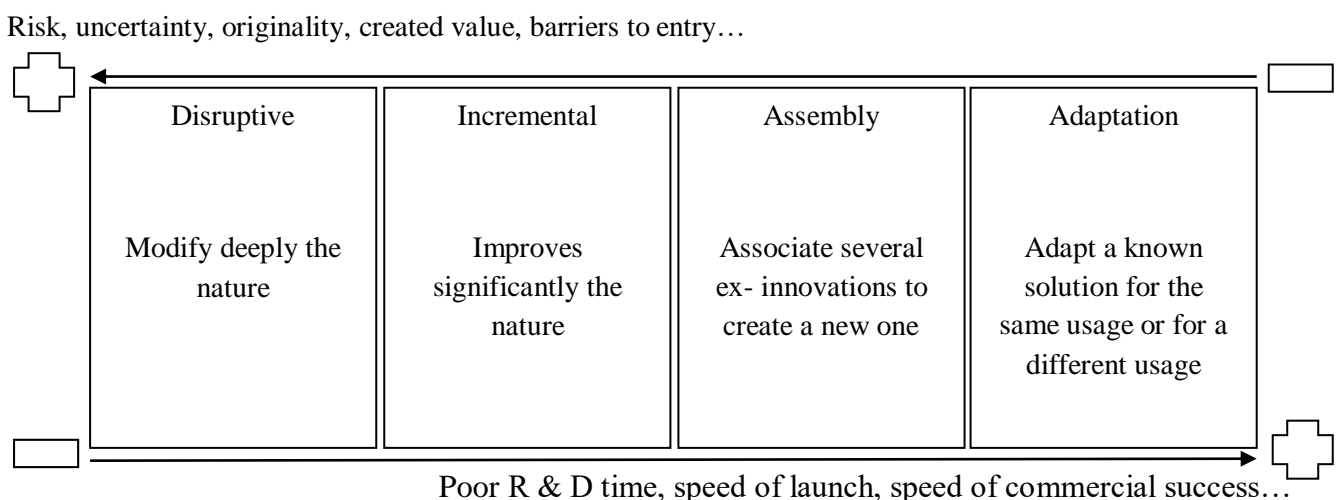 Risk, uncertainty, originality, created value, barriers to entry…
Disruptive
Modify deeply the
nature
Incremental
Improves
significantly the
nature
Assembly
Associate several
ex- innovations to
create a new one
Adaptation
Adapt a known
solution for the
same usage or for a
different usage
Poor R & D time, speed of launch, speed of commercial success…